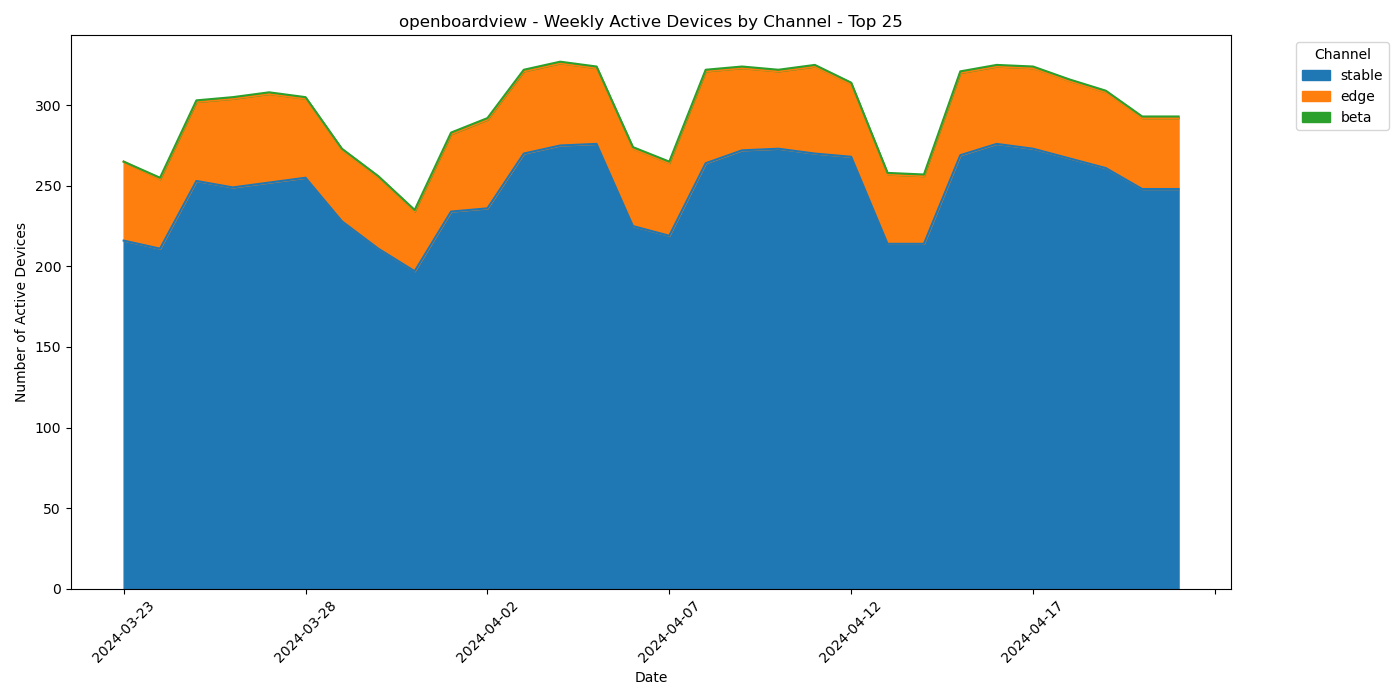 openboardview - Weekly Active Devices by Channel - Top 25
Channel
stable
edge
beta
Number of Active Devices
300
250
200
150
100
50
0
2024-03-23
2024-03-28
2024-04-02
2024-04-07
2024-04-12
2024-04-17
Date